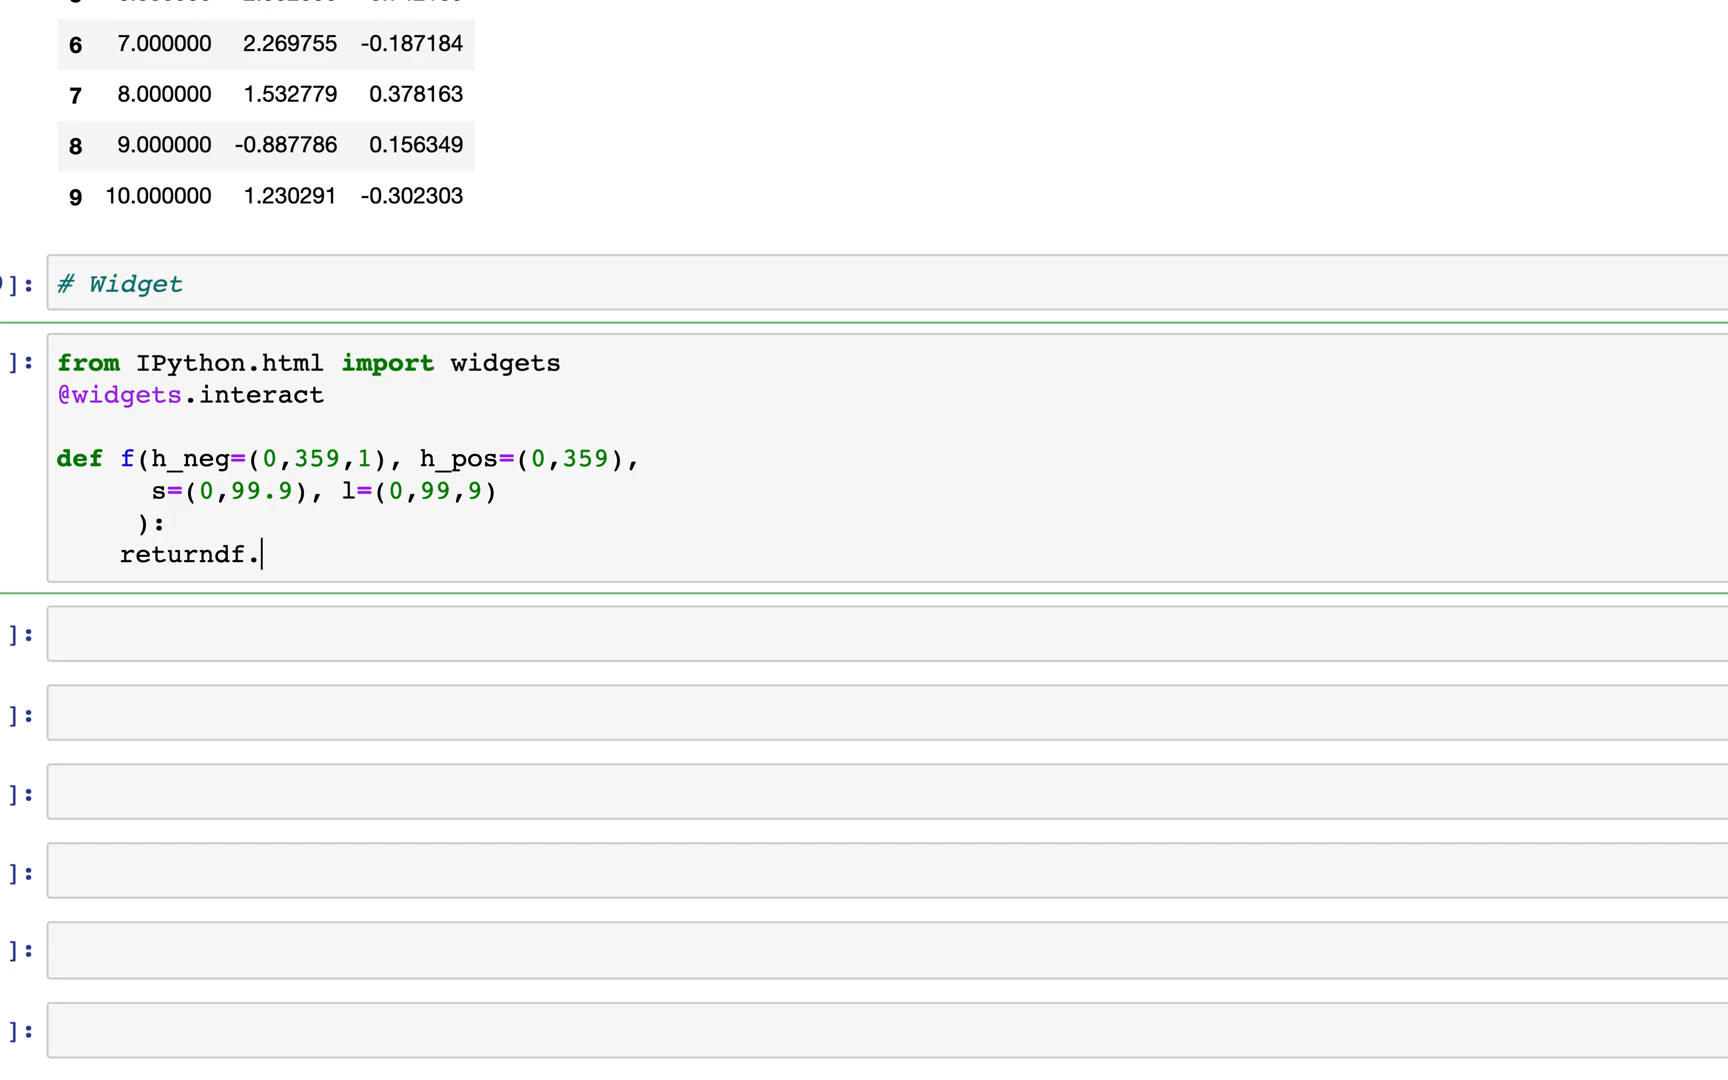 6 7.000000 2.269755 -0.187184
7 8.000000 1.532779 0.378163
8 9.000000 -0.887786 0.156349
9 10.000000 1.230291 -0.302303
]: # Widget
]: from IPython.html import widgets
@widgets.interact
def f(h_neg=(0,359,1), h_pos=(0,359),
s=(0,99.9), l=(0,99,9)
):
returndf.
]:
]:
]:
]:
]:
]: